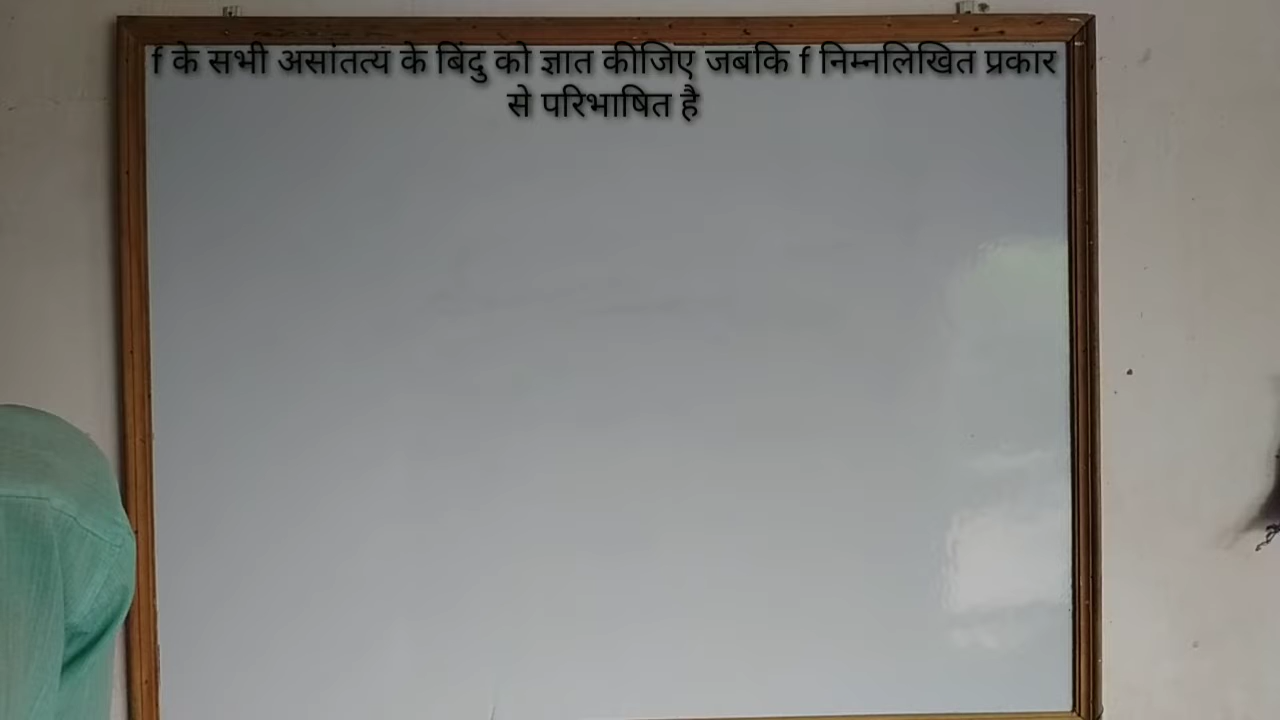 f के सभी असांतत्य के बिंदु को ज्ञात कीजिए जबकि f निम्नलिखित प्रकार
से परिभाषित है